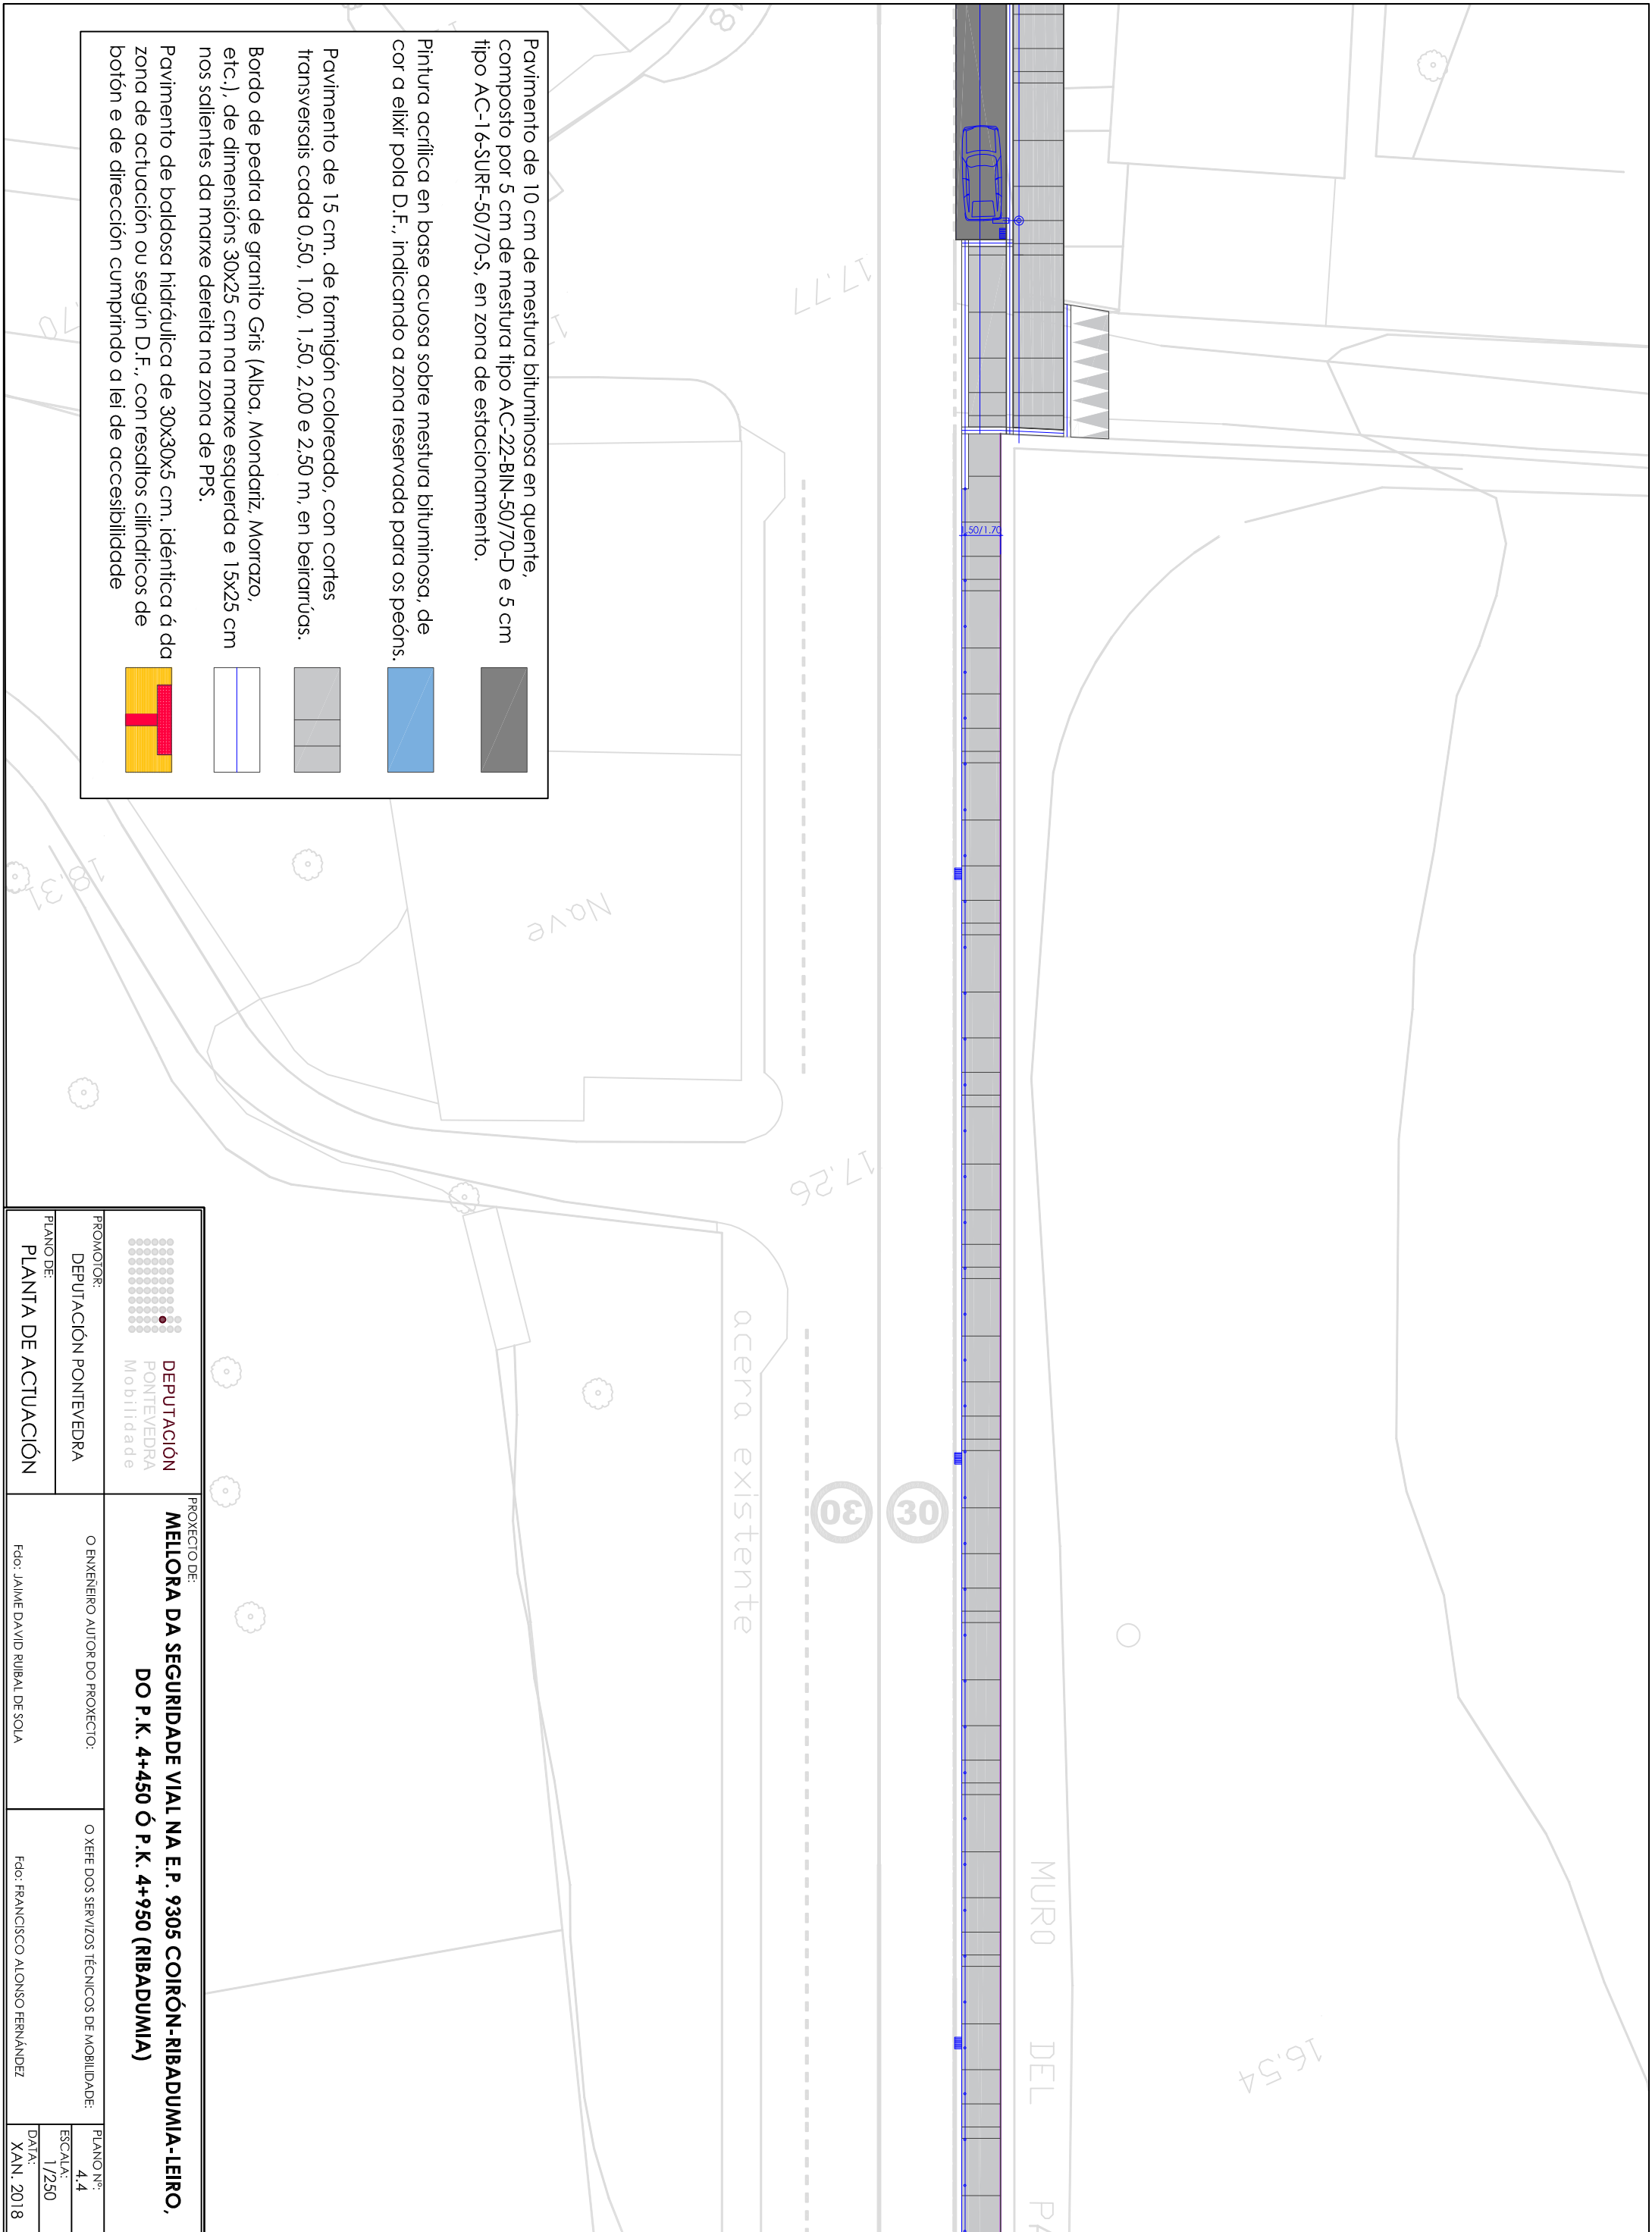 Pavimento de 10 cm de mestura bituminosa en quente,
composto por 5 cm de mestura tipo AC-22-BIN-50/70-D e 5 cm
tipo AC-16-SURF-50/70-S, en zona de estacionamento.
Pintura acrílica en base acuosa sobre mestura bituminosa, de
cor a elixir pola D.F., indicando a zona reservada para os peóns.
Pavimento de 15 cm. de formigón coloreado, con cortes
transversais cada 0,50, 1,00, 1,50, 2,00 e 2,50 m, en beirarrúas.
Bordo de pedra de granito Gris (Alba, Mondariz, Morrazo,
etc.), de dimensións 30x25 cm na marxe esquerda e 15x25 cm
nos salientes da marxe dereita na zona de PPS.
Pavimento de baldosa hidráulica de 30x30x5 cm. idéntica á da
zona de actuación ou según D.F., con resaltos cilíndricos de
botón e de dirección cumprindo a lei de accesibilidade
17,77
1,50/1,70
Nave
18,31
17,26
acera existente
30
30
MURO DEL
16,54
DEPUTACIÓN
PONTEVEDRA
Mobilidade
PROXECTO DE:
MELLORA DA SEGURIDADE VIAL NA E.P. 9305 COIRÓN-RIBADUMIA-LEIRO,
DO P.K. 4+450 Ó P.K. 4+950 (RIBADUMIA)
PROMOTOR:
DEPUTACIÓN PONTEVEDRA
PLANO DE:
PLANTA DE ACTUACIÓN
O ENXEÑEIRO AUTOR DO PROXECTO:
Fdo: JAIME DAVID RUIBAL DE SOLA
O XEFE DOS SERVIZOS TÉCNICOS DE MOBILIDADE:
Fdo: FRANCISCO ALONSO FERNÁNDEZ
PLANO Nº:
4.4
ESCALA:
1/250
DATA:
XAN. 2018